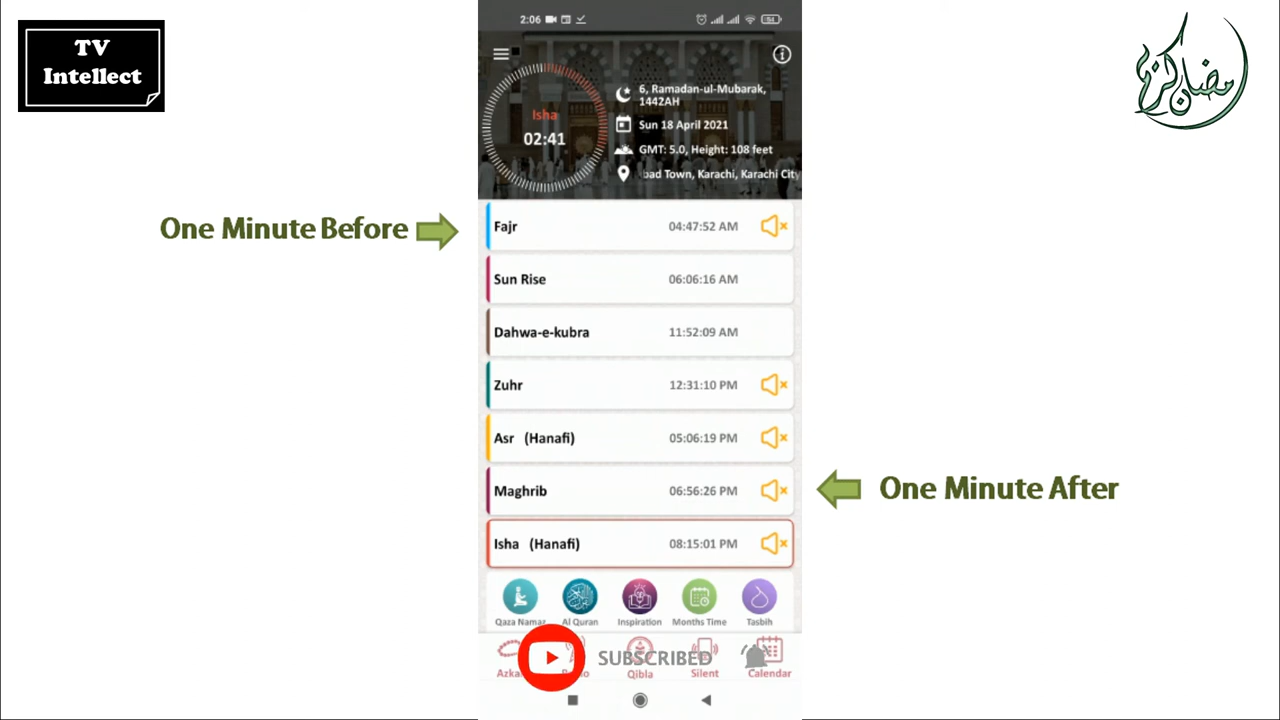 TV
Intellect
رمضان كريم
2:06
54
6, Ramadan-ul-Mubarak,
1442AH
Sun 18 April 2021
GMT: 5.0, Height: 108 feet
bad Town, Karachi, Karachi City
Isha
02:41
One Minute Before
Fajr 04:47:52 AM
Sun Rise 06:06:16 AM
Dahwa-e-kubra 11:52:09 AM
Zuhr 12:31:10 PM
Asr (Hanafi) 05:06:19 PM
Maghrib 06:56:26 PM
One Minute After
Isha (Hanafi) 08:15:01 PM
Qaza Namaz Al Quran Inspiration Months Time Tasbih
SUBSCRIBED
Qibla Silent Calendar